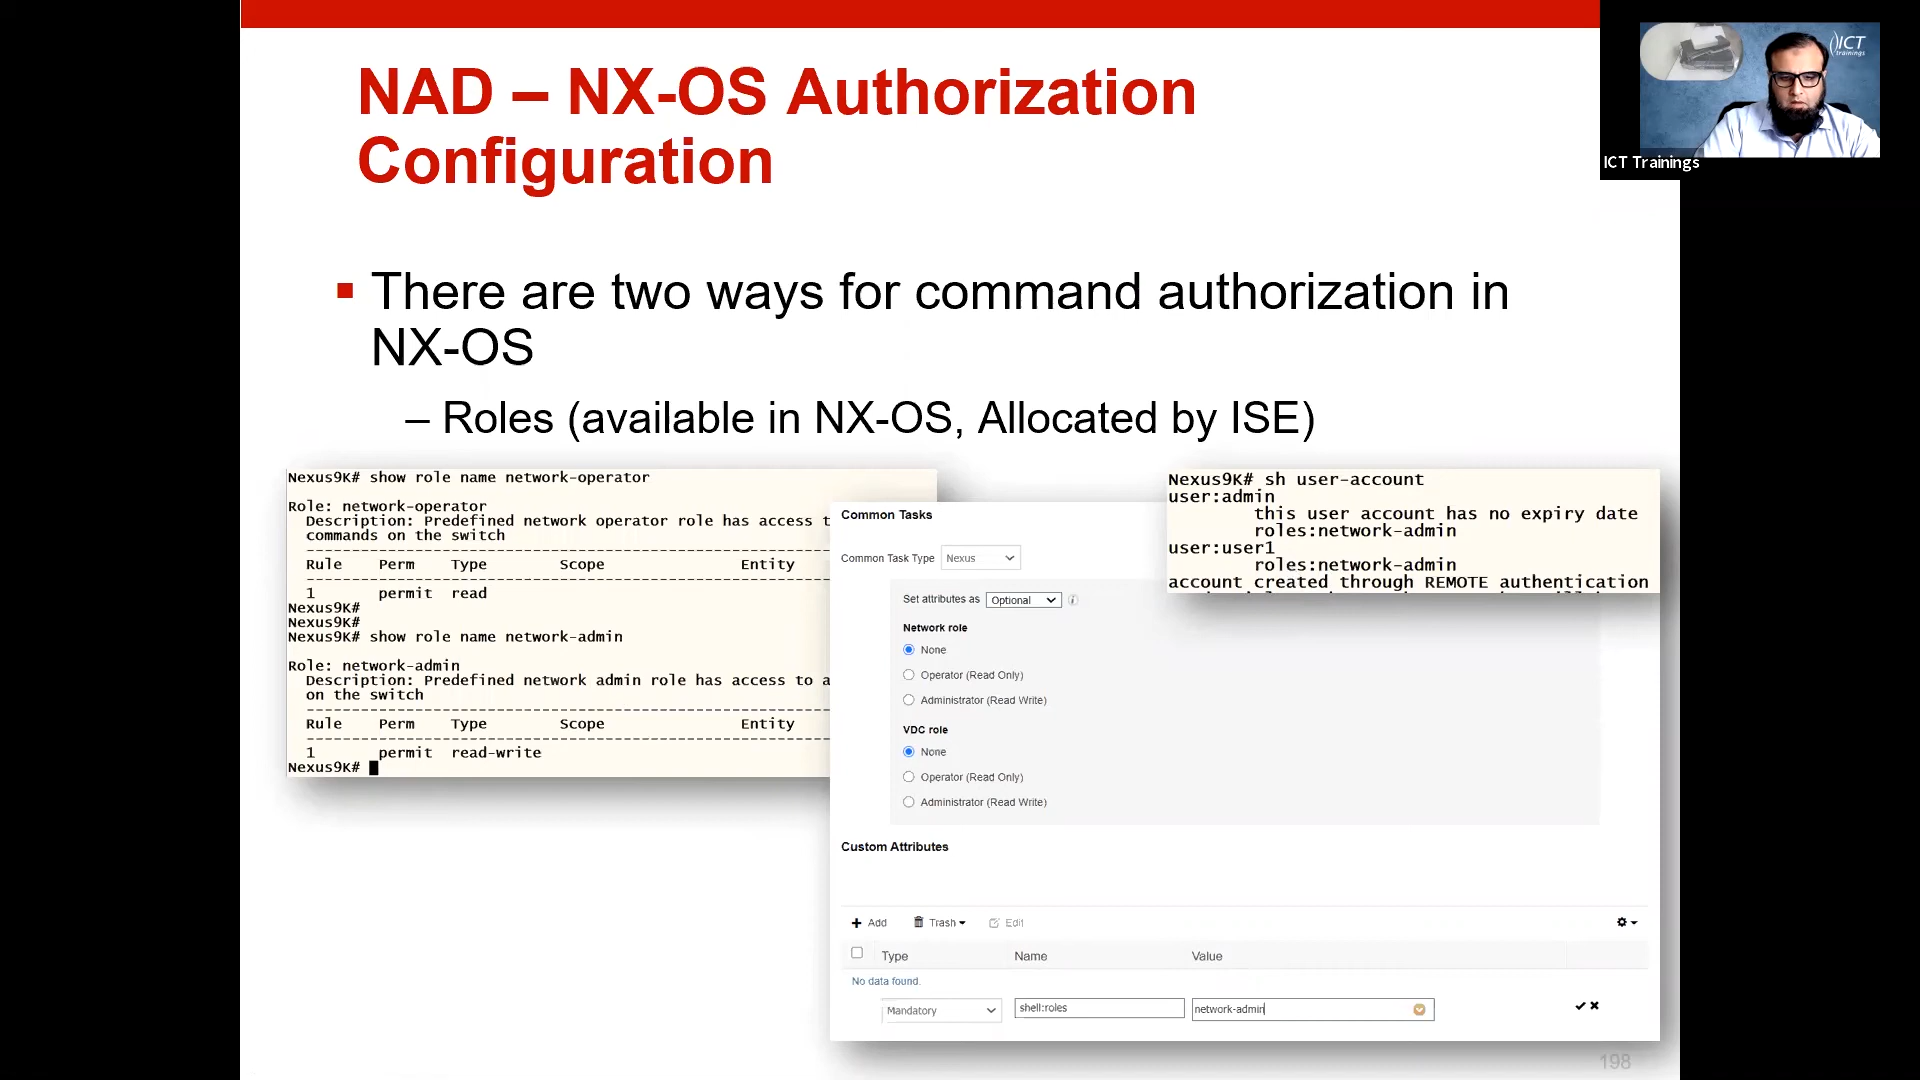 NAD – NX-OS Authorization
Configuration
ICT
trainings
ICT Trainings
There are two ways for command authorization in
NX-OS
– Roles (available in NX-OS, Allocated by ISE)
Nexus9K# show role name network-operator
Role: network-operator
Description: Predefined network operator role has access t
commands on the switch
Rule Perm Type Scope Entity
1 permit read
Nexus9K#
Nexus9K#
Nexus9K# show role name network-admin
Role: network-admin
Description: Predefined network admin role has access to a
on the switch
Rule Perm Type Scope Entity
1 permit read-write
Nexus9K#
Common Tasks
Common Task Type Nexus
Set attributes as Optional
Network role
None
Operator (Read Only)
Administrator (Read Write)
VDC role
None
Operator (Read Only)
Administrator (Read Write)
Custom Attributes
Add Trash Edit
Type Name Value
No data found.
Mandatory shell:roles network-admin
Nexus9K# sh user-account
user:admin
this user account has no expiry date
roles:network-admin
user:user1
roles:network-admin
account created through REMOTE authentication
198